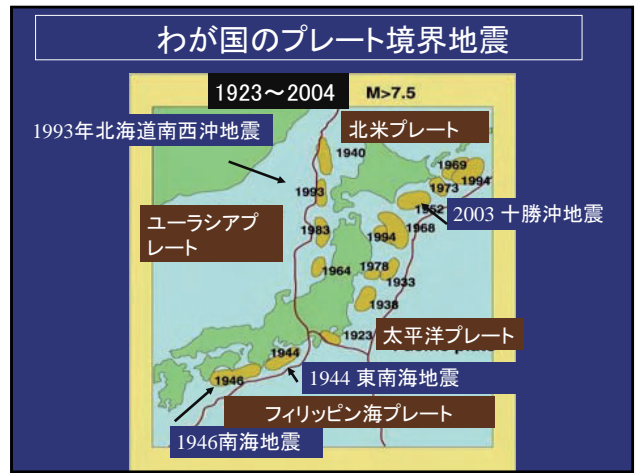 わが国のプレート境界地震
1923～2004
M>7.5
1993年北海道南西沖地震
北米プレート
1940
1969
1994
1973
1993
1952
2003 十勝沖地震
ユーラシアプ
レート
1983
1994
1968
1964
1978
1933
1938
1923
太平洋プレート
1944
1944 東南海地震
1946
フィリッピン海プレート
1946南海地震